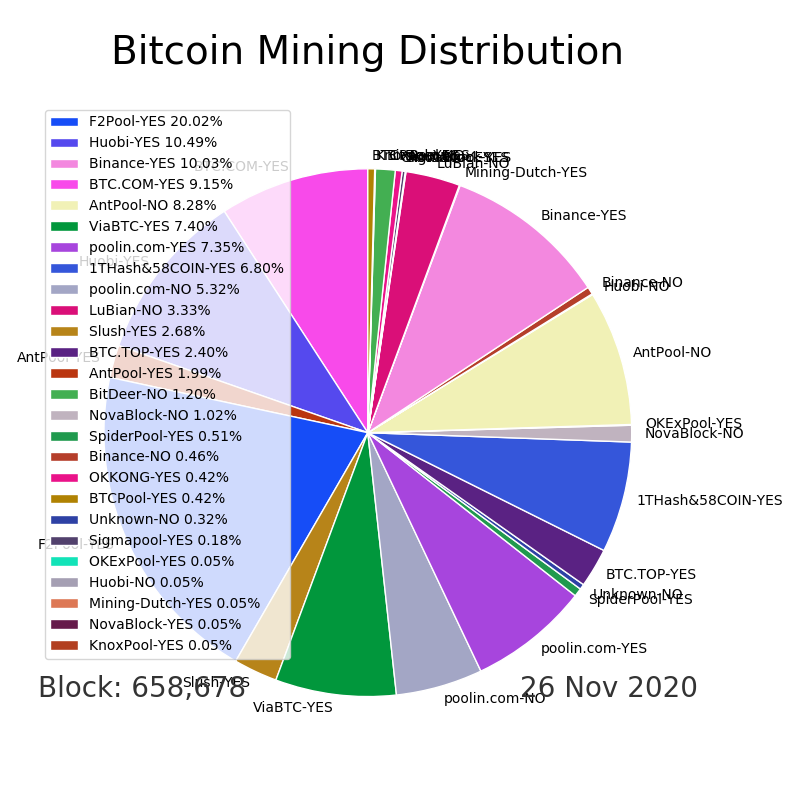 Bitcoin Mining Distribution
F2Pool-YES 20.02%
Huobi-YES 10.49%
Binance-YES 10.03%
BTC.COM-YES 9.15%
AntPool-NO 8.28%
ViaBTC-YES 7.40%
poolin.com-YES 7.35%
1THash&58COIN-YES 6.80%
poolin.com-NO 5.32%
LuBian-NO 3.33%
Slush-YES 2.68%
BTC.TOP-YES 2.40%
AntPool-YES 1.99%
BitDeer-NO 1.20%
NovaBlock-NO 1.02%
SpiderPool-YES 0.51%
Binance-NO 0.46%
OKKONG-YES 0.42%
BTCPool-YES 0.42%
Unknown-NO 0.32%
Sigmapool-YES 0.18%
OKExPool-YES 0.05%
Huobi-NO 0.05%
Mining-Dutch-YES 0.05%
NovaBlock-YES 0.05%
KnoxPool-YES 0.05%
LuBian-NO
Mining-Dutch-YES
Binance-YES
Binance-NO
Huobi-NO
AntPool-NO
OKExPool-YES
NovaBlock-NO
1THash&58COIN-YES
BTC.TOP-YES
Unknown-NO
SpiderPool-YES
poolin.com-YES
poolin.com-NO
ViaBTC-YES
Slush-YES
F2Pool-YES
AntPool-YES
Huobi-YES
BTC.COM-YES
Block: 658,678
26 Nov 2020